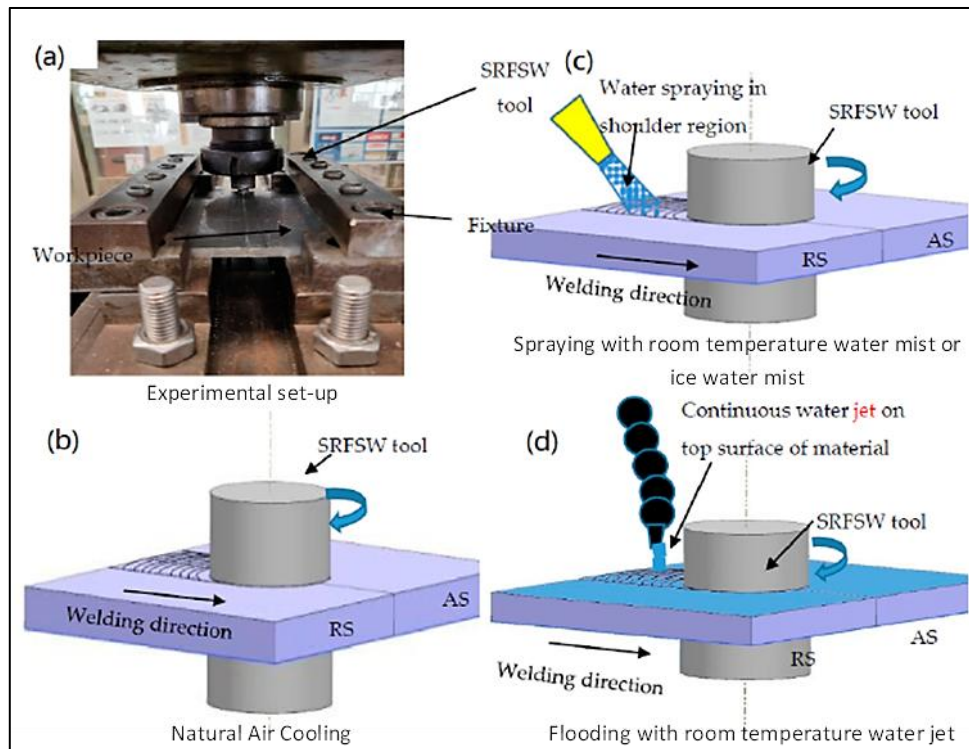 (a)
SRFSW
tool
Fixture
Workpiece
Experimental set-up
(b)
SRFSW tool
Welding direction
RS
AS
Natural Air Cooling
(c)
Water spraying in
shoulder region
SRFSW tool
RS
AS
Welding direction
Spraying with room temperature water mist or
ice water mist
(d)
Continuous water jet on
top surface of material
SRFSW tool
AS
RS
Welding direction
Flooding with room temperature water jet